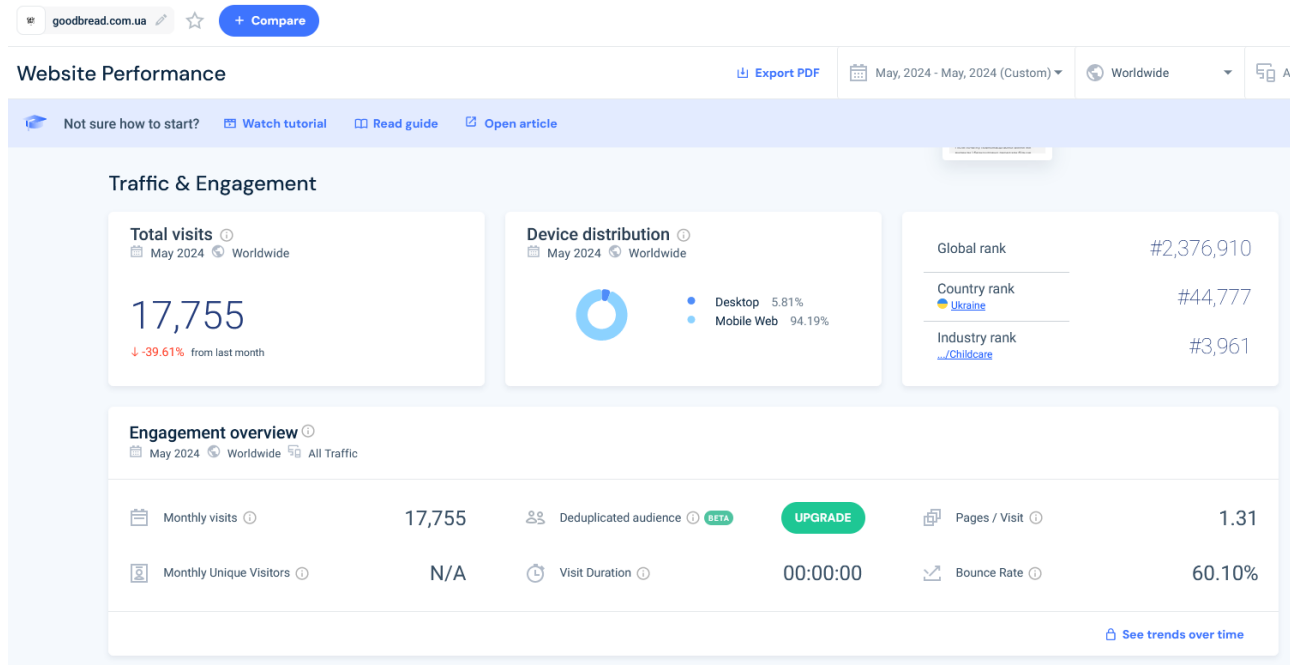 goodbread.com.ua
+ Compare
Website Performance
Export PDF
May, 2024 - May, 2024 (Custom)
Worldwide
A
Not sure how to start?
Watch tutorial
Read guide
Open article
Traffic & Engagement
Total visits
May 2024 Worldwide
17,755
↓ -39.61% from last month
Device distribution
May 2024 Worldwide
Desktop 5.81%
Mobile Web 94.19%
Global rank #2,376,910
Country rank #44,777
Ukraine
Industry rank #3,961
.../Childcare
Engagement overview
May 2024 Worldwide All Traffic
Monthly visits 17,755
Deduplicated audience BETA UPGRADE
Pages / Visit 1.31
Monthly Unique Visitors N/A
Visit Duration 00:00:00
Bounce Rate 60.10%
See trends over time